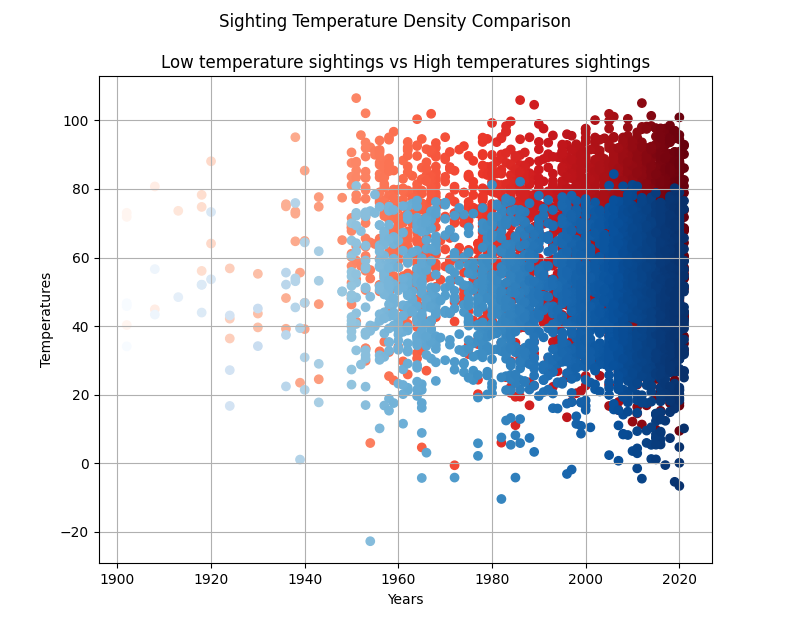 Sighting Temperature Density Comparison
Low temperature sightings vs High temperatures sightings
Temperatures
100
80
60
40
20
0
−20
1900 1920 1940 1960 1980 2000 2020
Years